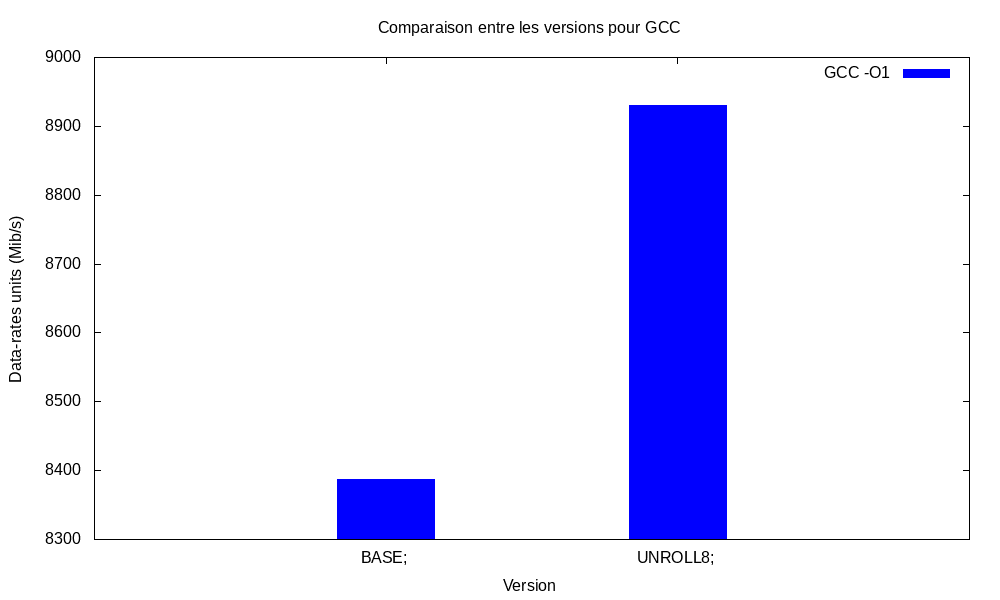 Comparaison entre les versions pour GCC
GCC -O1
Data-rates units (Mib/s)
9000
8900
8800
8700
8600
8500
8400
8300
BASE;
UNROLL8;
Version